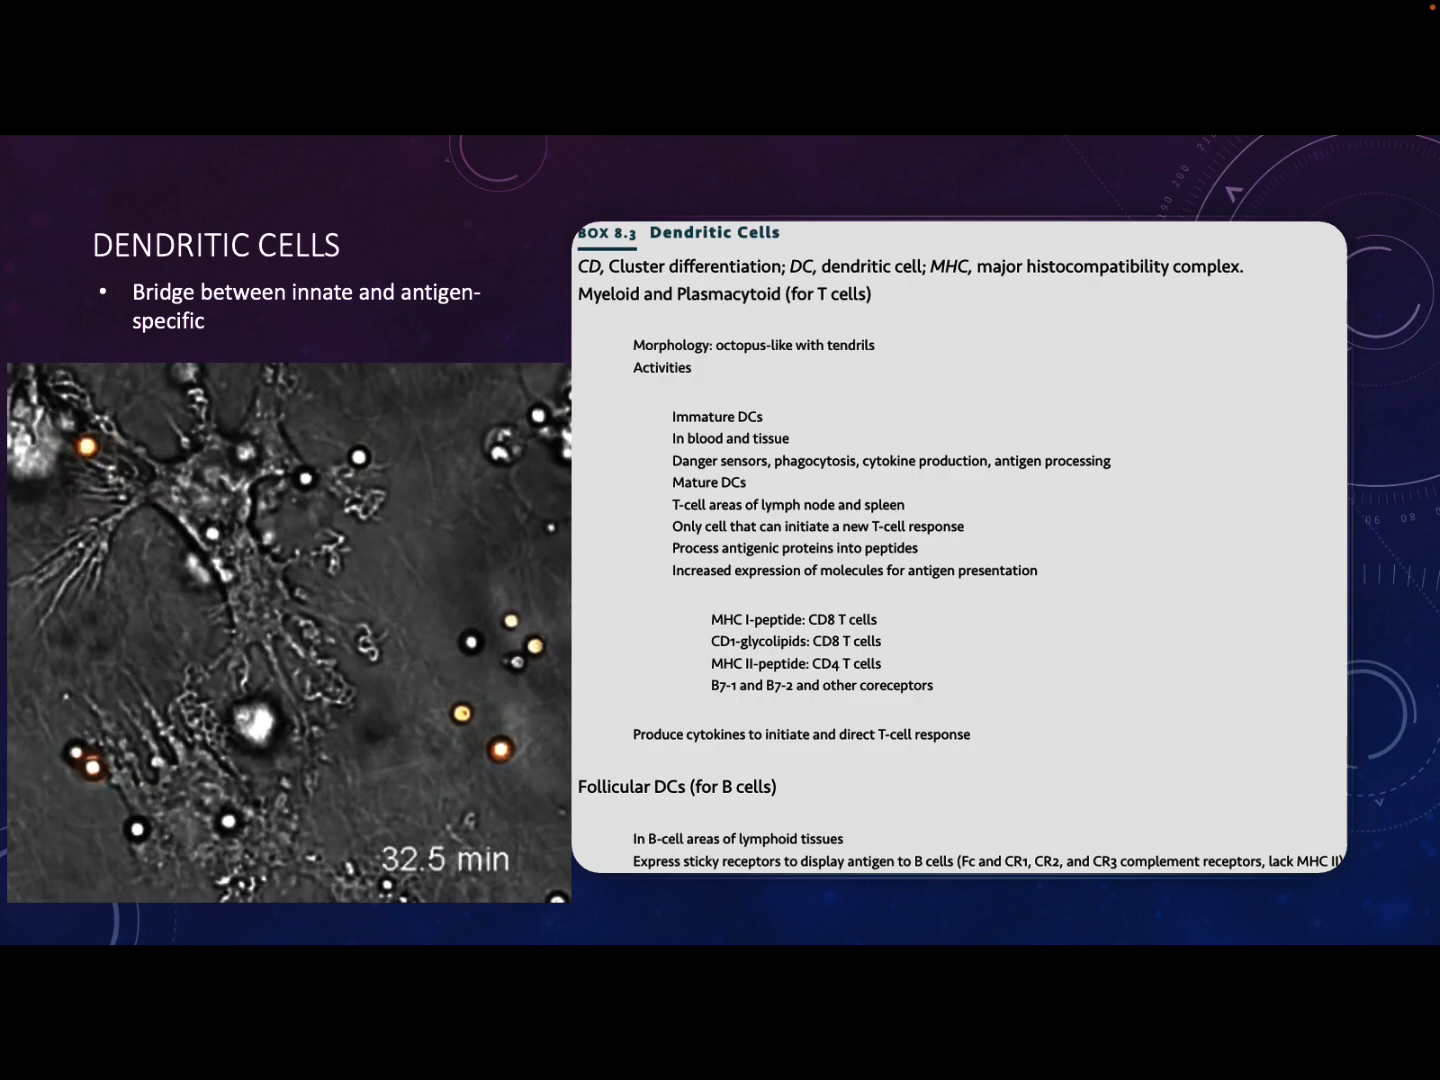 DENDRITIC CELLS
• Bridge between innate and antigen-
specific
32.5 min
BOX 8.3 Dendritic Cells
CD, Cluster differentiation; DC, dendritic cell; MHC, major histocompatibility complex.
Myeloid and Plasmacytoid (for T cells)
Morphology: octopus-like with tendrils
Activities
Immature DCs
In blood and tissue
Danger sensors, phagocytosis, cytokine production, antigen processing
Mature DCs
T-cell areas of lymph node and spleen
Only cell that can initiate a new T-cell response
Process antigenic proteins into peptides
Increased expression of molecules for antigen presentation
MHC I-peptide: CD8 T cells
CD1-glycolipids: CD8 T cells
MHC II-peptide: CD4 T cells
B7-1 and B7-2 and other coreceptors
Produce cytokines to initiate and direct T-cell response
Follicular DCs (for B cells)
In B-cell areas of lymphoid tissues
Express sticky receptors to display antigen to B cells (Fc and CR1, CR2, and CR3 complement receptors, lack MHC II)
190
200
210
90
80